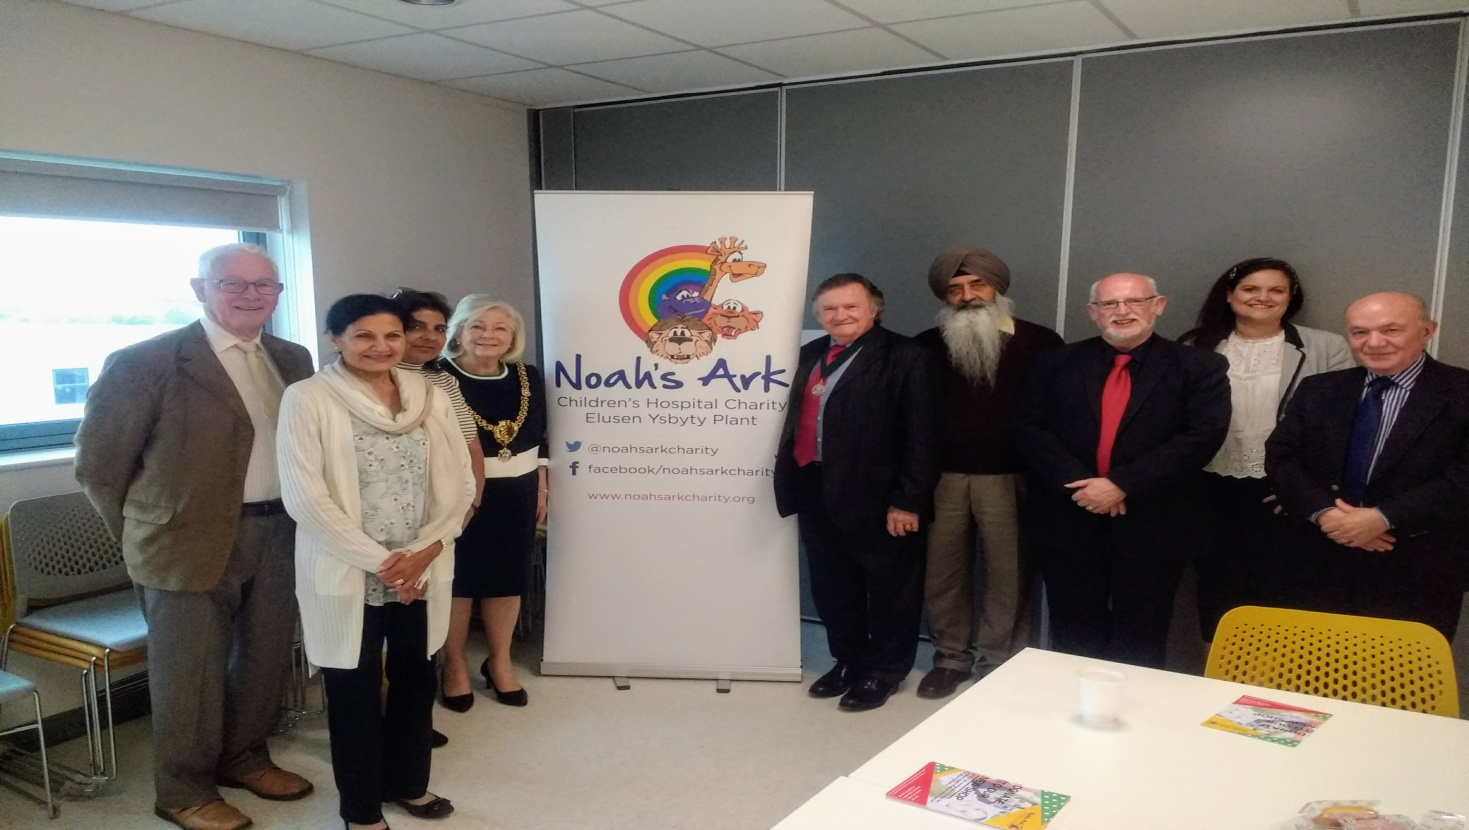 Noah's Ark
Children's Hospital Charity
Elusen Ysbyty Plant
@noahsarkcharity
facebook/noahsarkcharity
www.noahsarkcharity.org